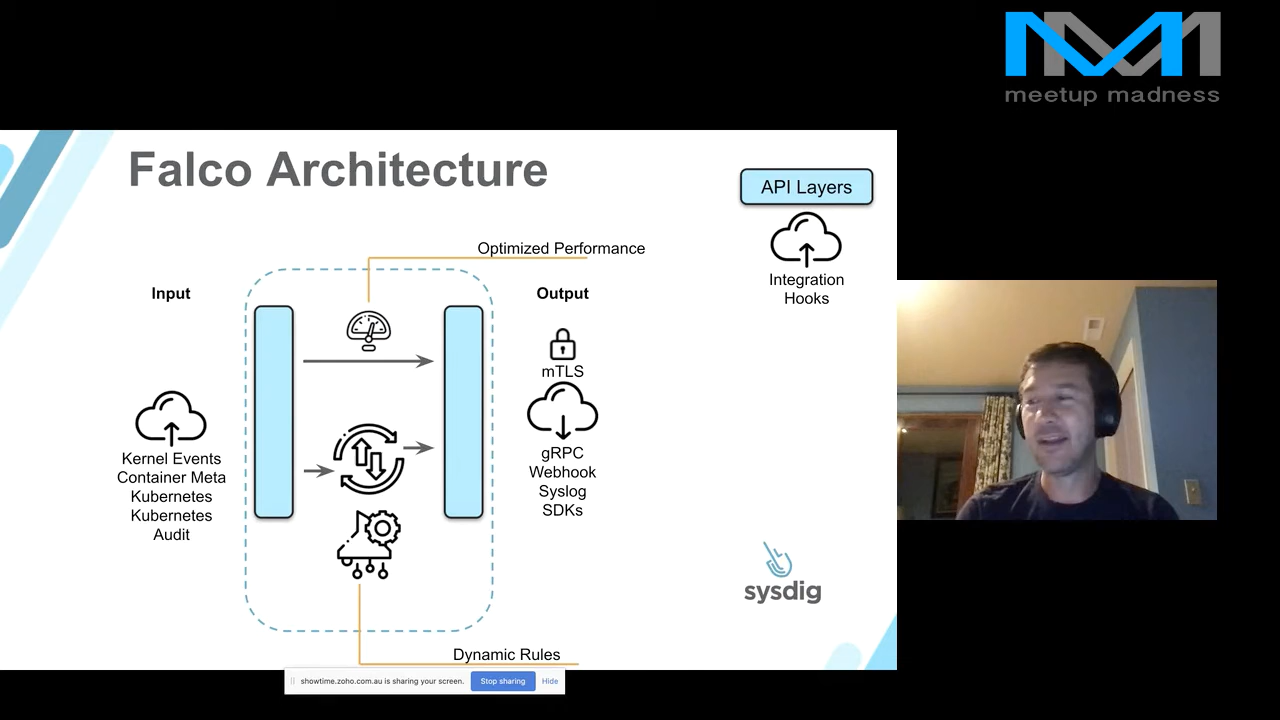 meetup madness
Falco Architecture
API Layers
Integration
Hooks
Optimized Performance
Input
Output
mTLS
Kernel Events
Container Meta
Kubernetes
Kubernetes
Audit
gRPC
Webhook
Syslog
SDKs
sysdig
Dynamic Rules
showtime.zoho.com.au is sharing your screen.
Stop sharing
Hide